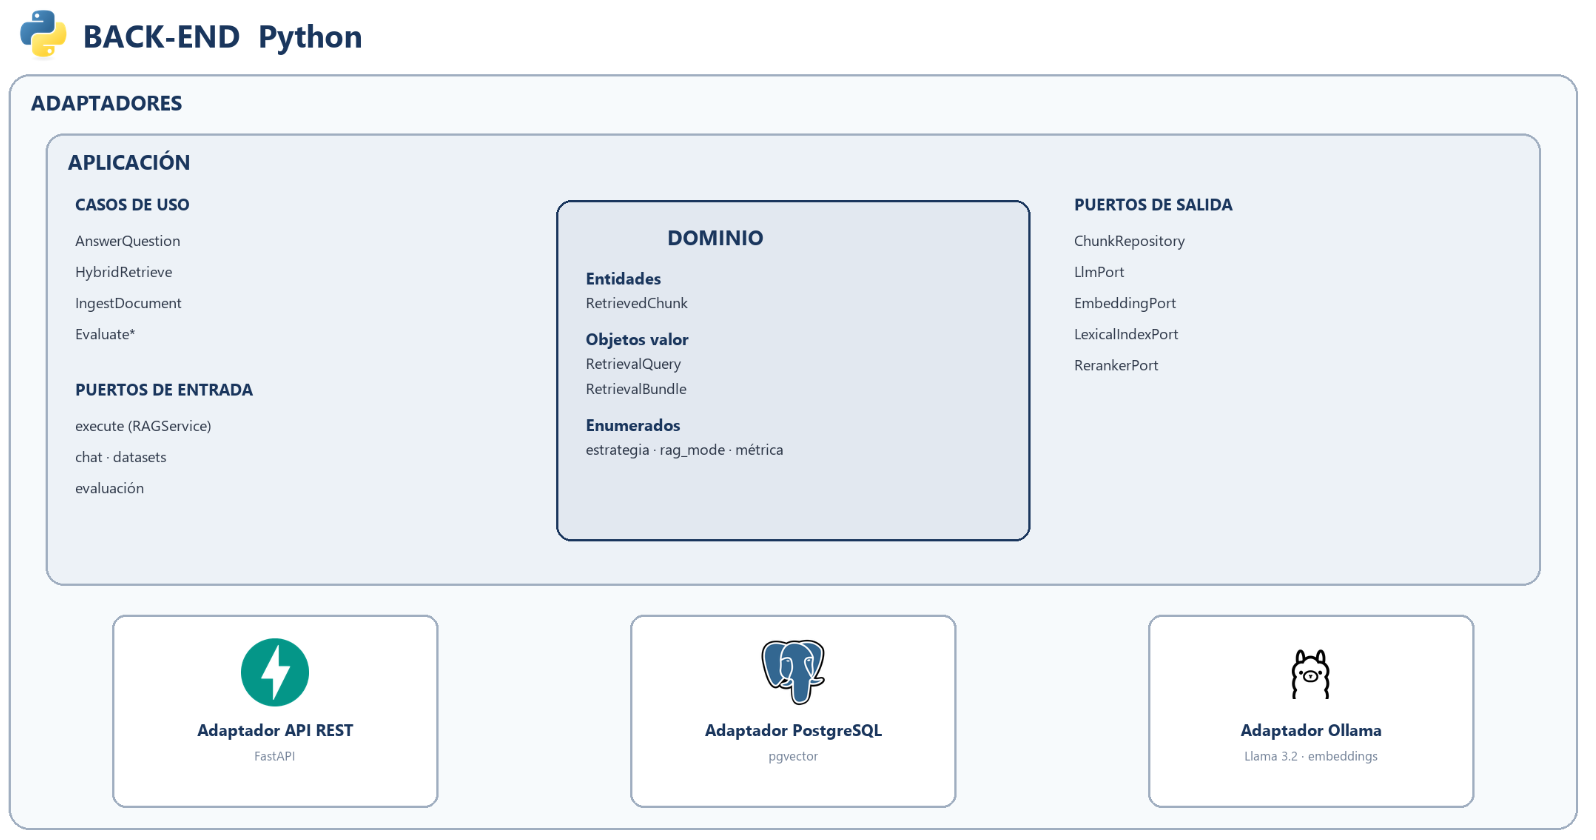 BACK-END Python
ADAPTADORES
APLICACIÓN
CASOS DE USO
AnswerQuestion
HybridRetrieve
IngestDocument
Evaluate*
PUERTOS DE ENTRADA
execute (RAGService)
chat · datasets
evaluación
DOMINIO
Entidades
RetrievedChunk
Objetos valor
RetrievalQuery
RetrievalBundle
Enumerados
estrategia · rag_mode · métrica
PUERTOS DE SALIDA
ChunkRepository
LlmPort
EmbeddingPort
LexicalIndexPort
RerankerPort
Adaptador API REST
FastAPI
Adaptador PostgreSQL
pgvector
Adaptador Ollama
Llama 3.2 · embeddings